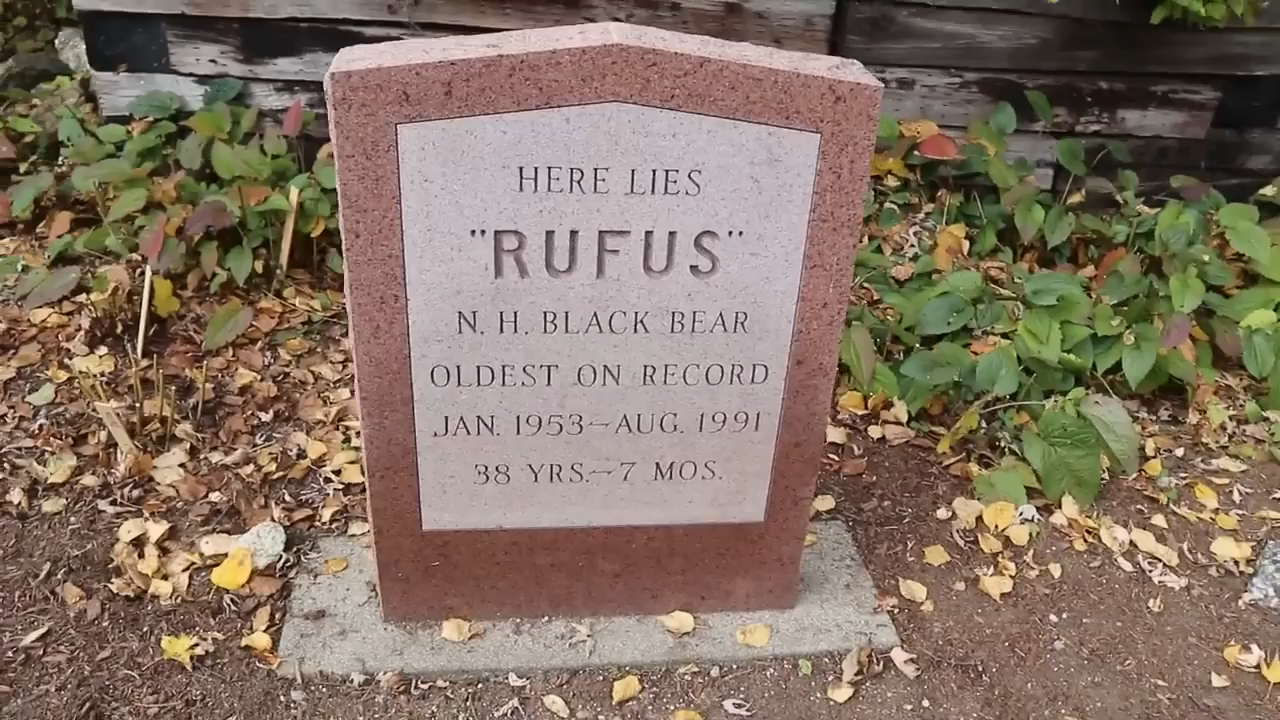 HERE LIES
"RUFUS"
N. H. BLACK BEAR
OLDEST ON RECORD
JAN. 1953~AUG. 1991
38 YRS.~7 MOS.